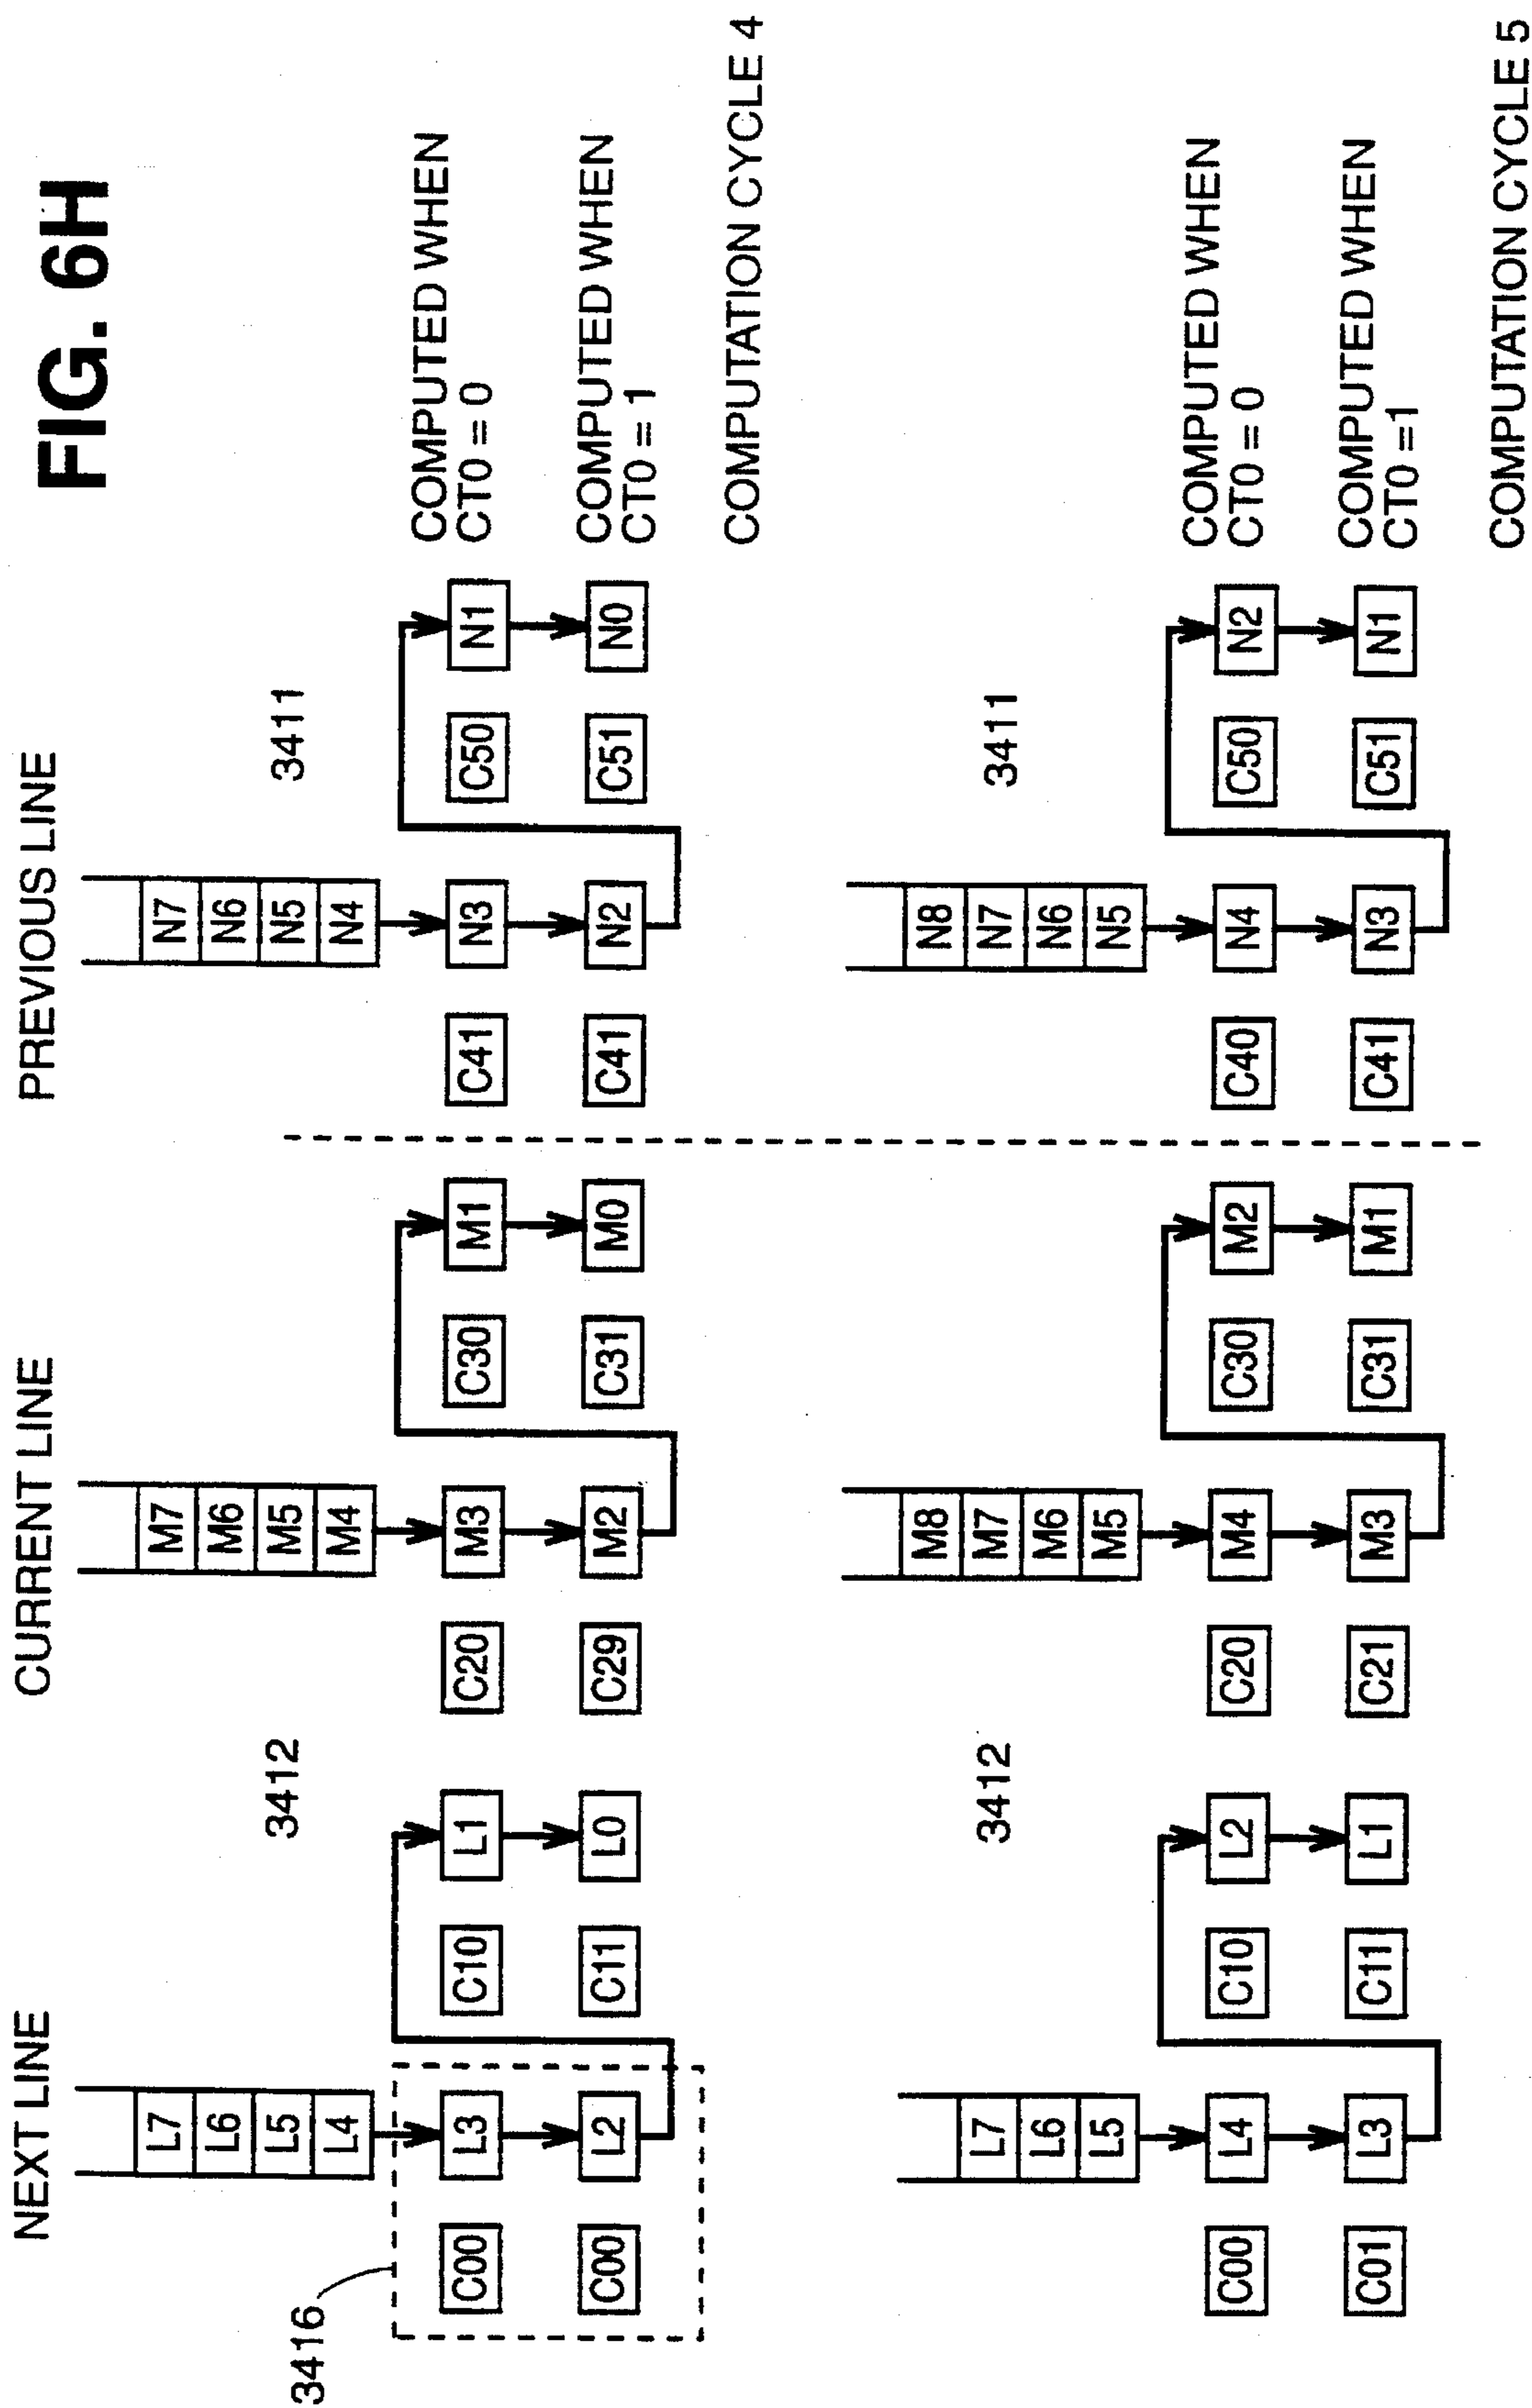 FIG. 6H
NEXT LINE
CURRENT LINE
PREVIOUS LINE
L7
L6
L5
L4
M7
M6
M5
M4
N7
N6
N5
N4
3416
3412
3411
C00
L3
C10
L1
C20
M3
C30
M1
C41
N3
C50
N1
COMPUTED WHEN
CT0 = 0
C00
L2
C11
L0
C29
M2
C31
M0
C41
N2
C51
N0
COMPUTED WHEN
CT0 = 1
COMPUTATION CYCLE 4
L7
L6
L5
M8
M7
M6
M5
N8
N7
N6
N5
3412
3411
C00
L4
C10
L2
C20
M4
C30
M2
C40
N4
C50
N2
COMPUTED WHEN
CT0 = 0
C01
L3
C11
L1
C21
M3
C31
M1
C41
N3
C51
N1
COMPUTED WHEN
CT0 =1
COMPUTATION CYCLE 5